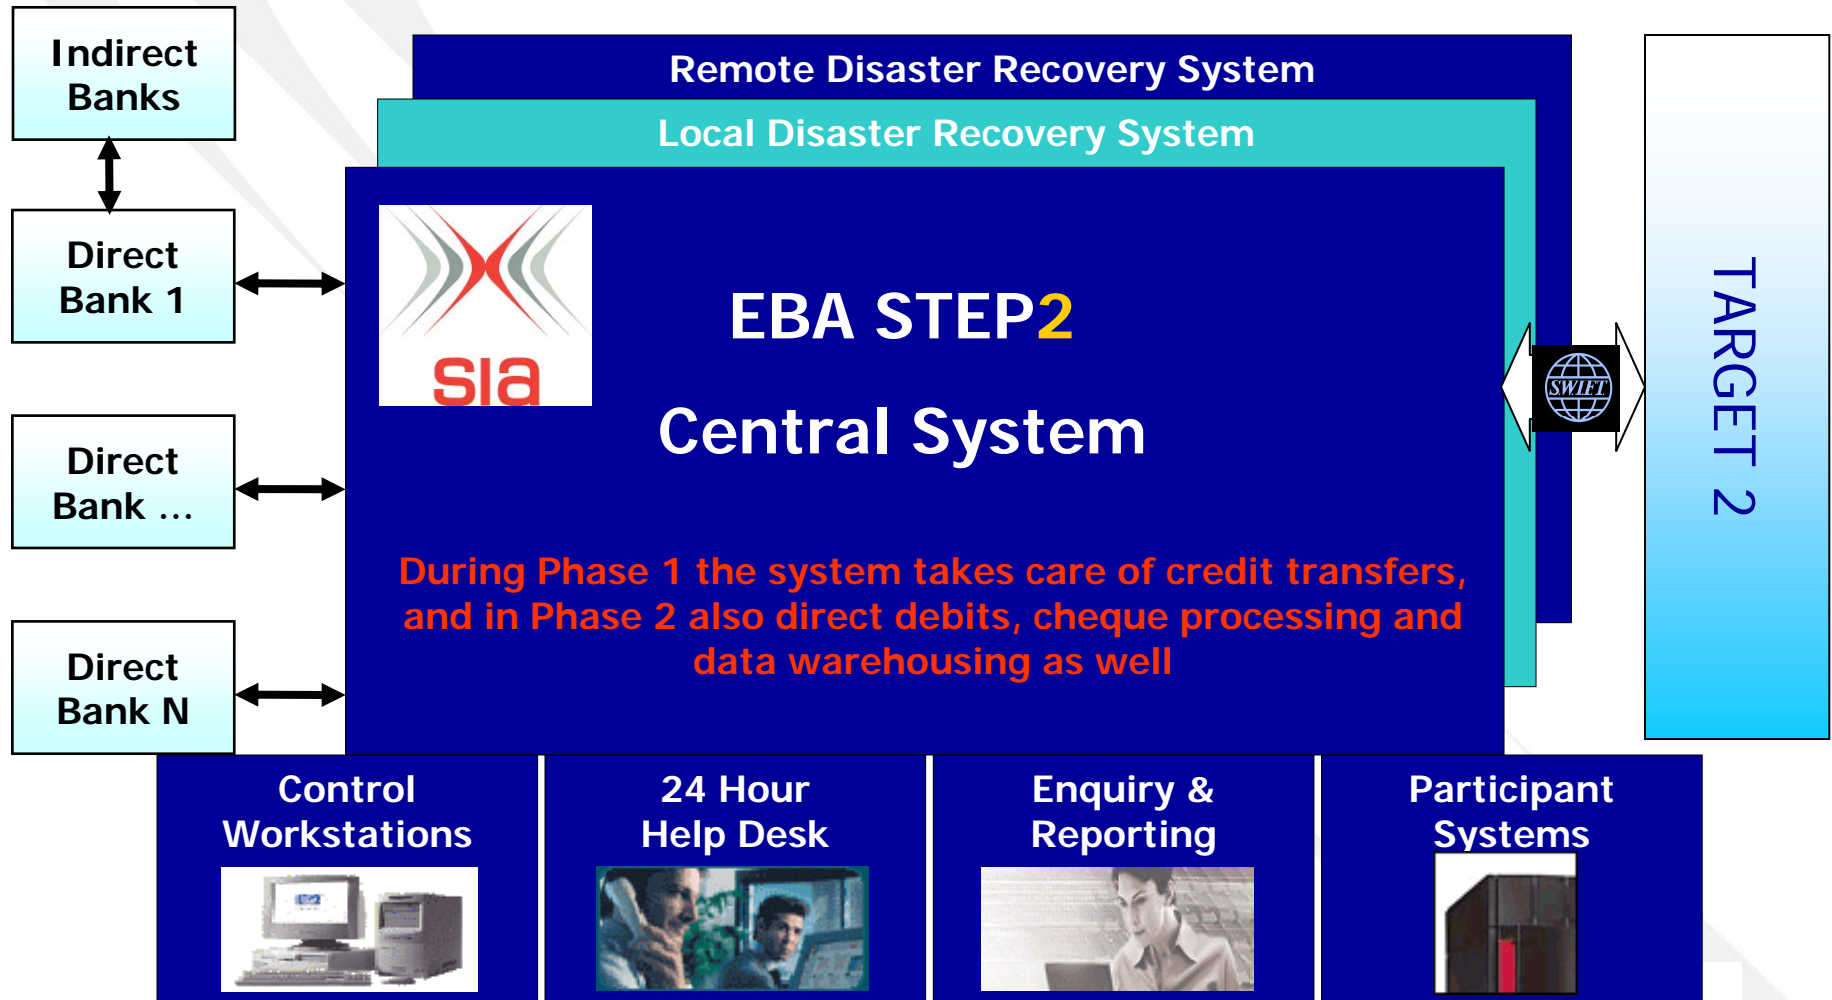 Indirect
Banks
Direct
Bank 1
Direct
Bank ...
Direct
Bank N
Remote Disaster Recovery System
Local Disaster Recovery System
sia
EBA STEP2
Central System
During Phase 1 the system takes care of credit transfers,
and in Phase 2 also direct debits, cheque processing and
data warehousing as well
S.W.I.F.T.
TARGET 2
Control
Workstations
24 Hour
Help Desk
Enquiry &
Reporting
Participant
Systems